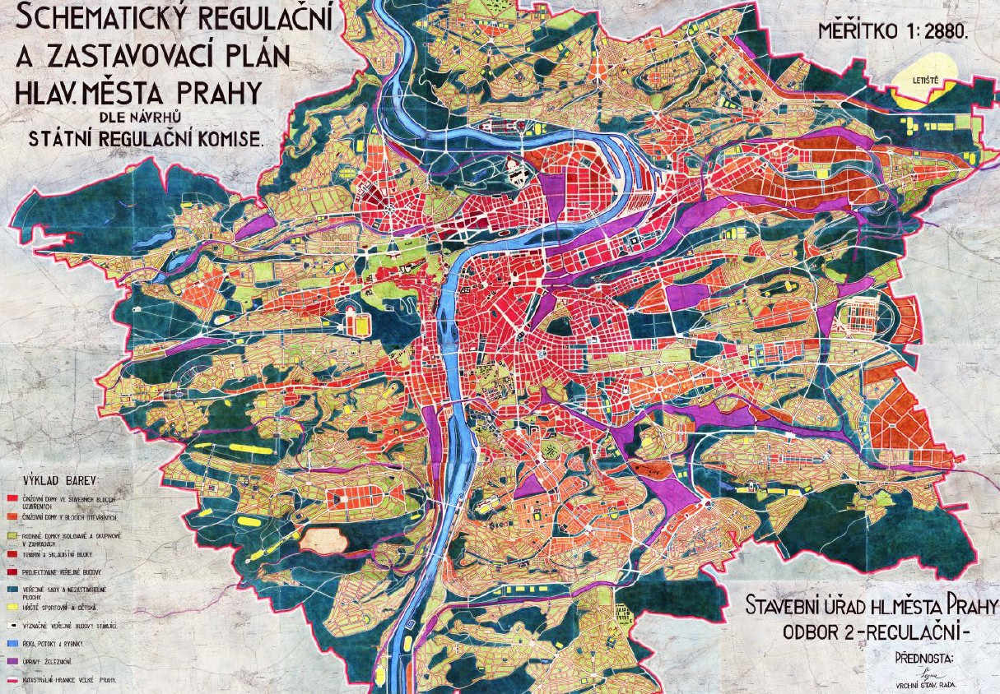 SCHEMATICKÝ REGULAČNÍ
A ZASTAVOVACÍ PLÁN
HLAV. MĚSTA PRAHY
DLE NÁVRHŮ
STÁTNÍ REGULAČNÍ KOMISE.
MĚŘÍTKO 1:2880.
LETIŠTĚ
VÝKLAD BAREV:
ČINŽOVNÍ DOMY VE STAVEBNÍCH BLOCÍCH
UZAVŘENÝCH.
ČINŽOVNÍ DOMY V BLOCÍCH OTEVŘENÝCH.
RODINNÉ DOMKY ISOLOVANÉ A SKUPINOVÉ
V ZAHRADÁCH.
TOVÁRNÍ A SKLADIŠTNÍ BLOKY.
PROJEKTOVANÉ VEŘEJNÉ BUDOVY.
VEŘEJNÉ SADY A NEZASTAVITELNÉ
PLOCHY.
HŘIŠTĚ SPORTOVNÍ A DĚTSKÁ.
VÝZNAČNÉ VEŘEJNÉ BUDOVY STÁVAJÍCÍ.
ŘEKA, POTOKY A RYBNÍKY.
ÚPRAVY ŽELEZNIČNÍ.
KATASTRÁLNÍ HRANICE VELKÉ PRAHY.
STAVEBNÍ ÚŘAD HL. MĚSTA PRAHY
ODBOR 2 - REGULAČNÍ -
PŘEDNOSTA:
VRCHNÍ STAV. RADA.